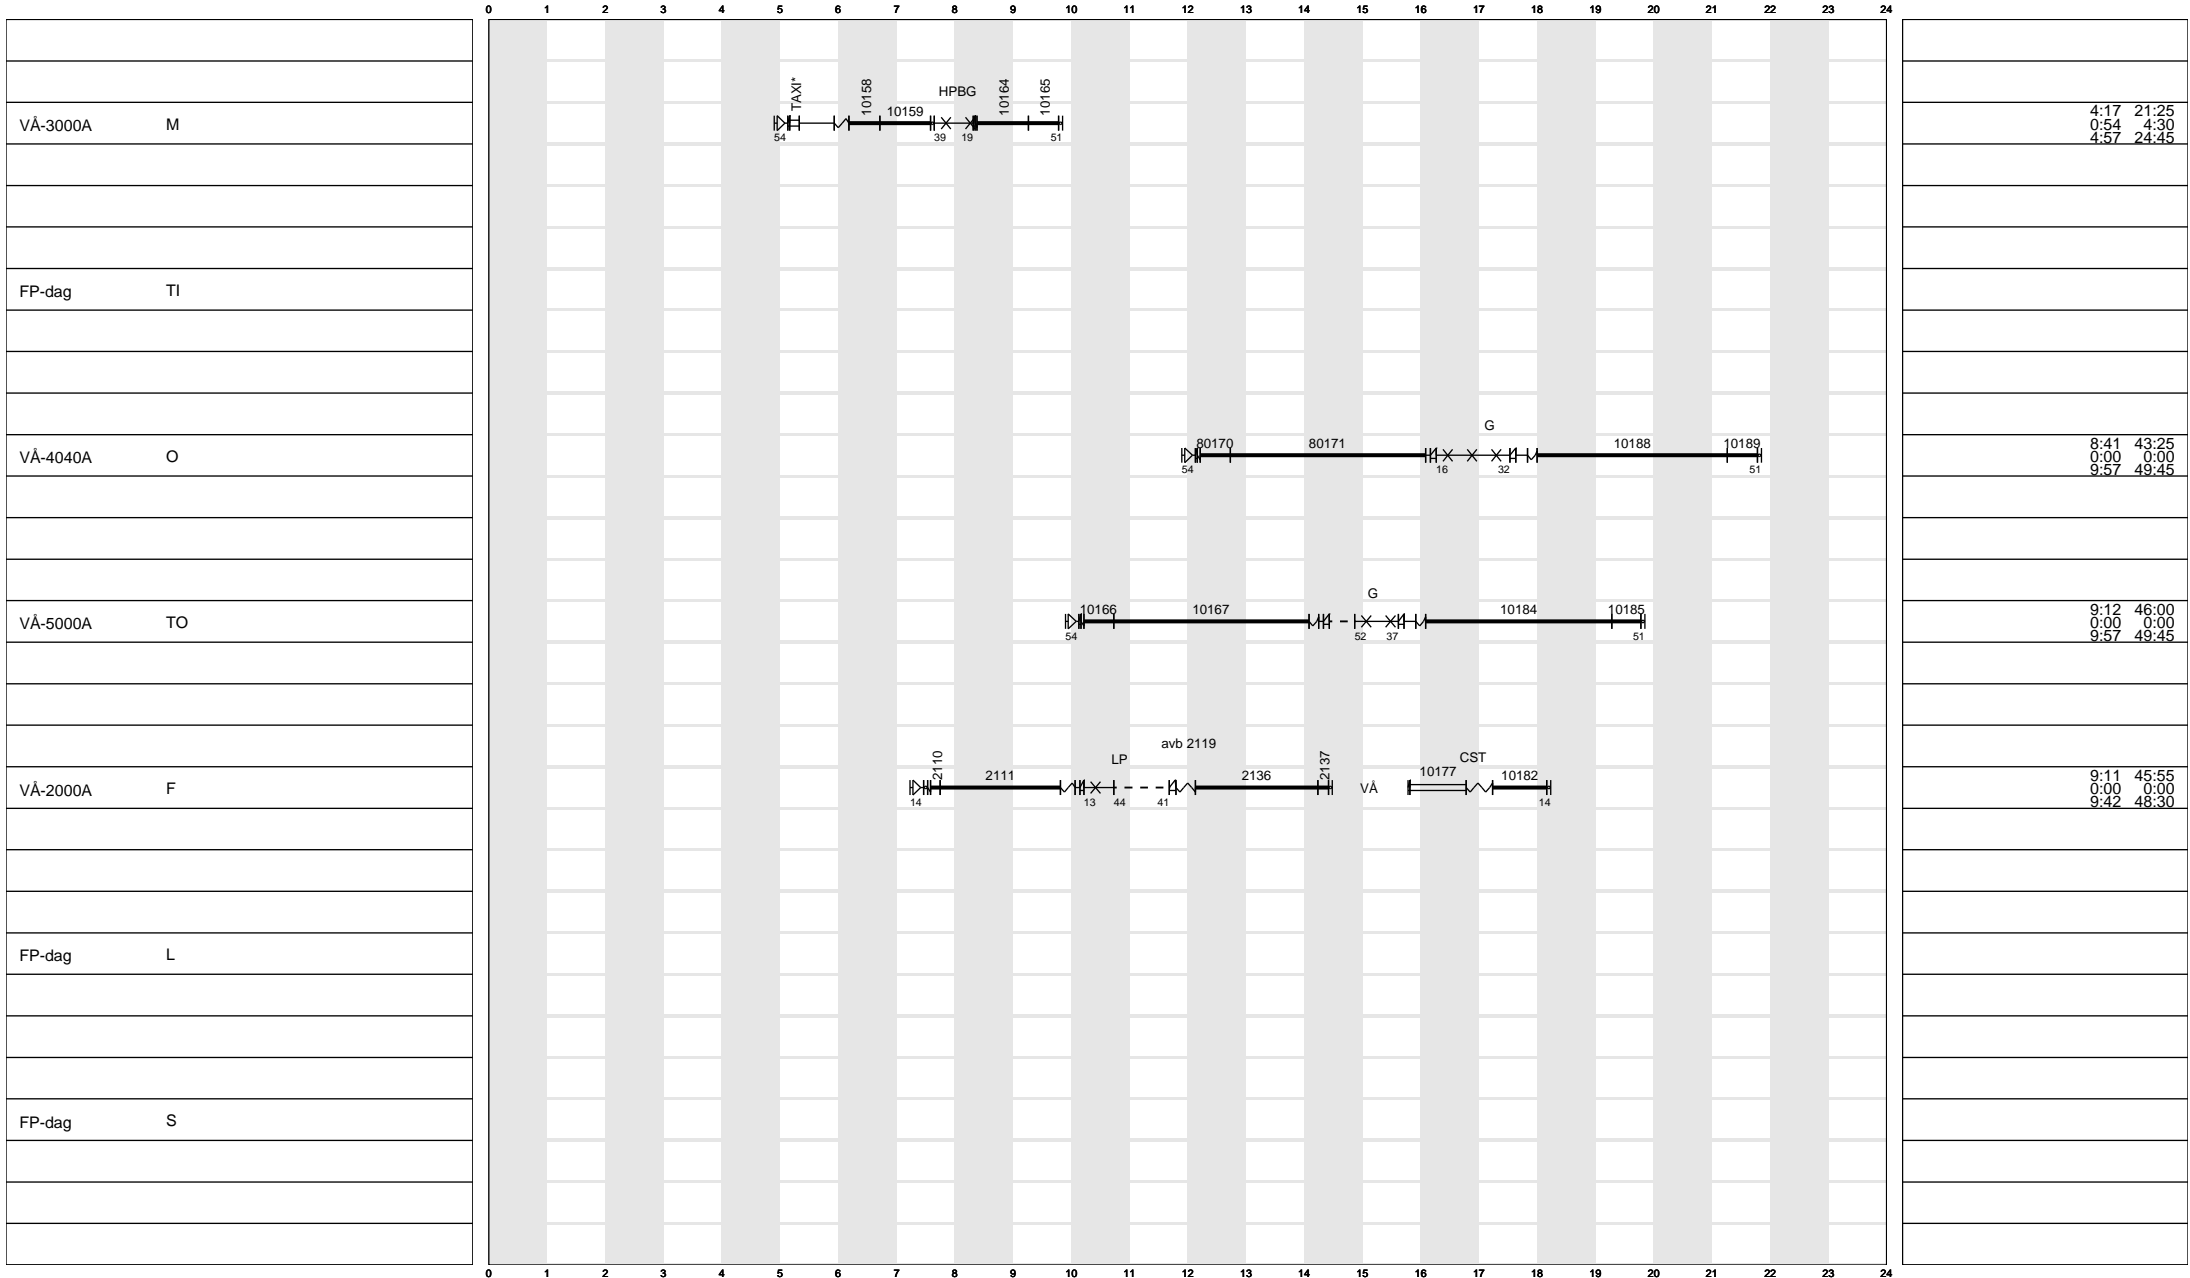 0 1 2 3 4 5 6 7 8 9 10 11 12 13 14 15 16 17 18 19 20 21 22 23 24
TAXI* 10158 10159 HPBG 10164 10165
VÅ-3000A M
54 39 19 51
4:17 21:25
0:54 4:30
4:57 24:45
FP-dag TI
G
80170 80171 10188 10189
VÅ-4040A O
54 16 32 51
8:41 43:25
0:00 0:00
9:57 49:45
G
10166 10167 10184 10185
VÅ-5000A TO
54 52 37 51
9:12 46:00
0:00 0:00
9:57 49:45
avb 2119
LP CST
2110 2111 2136 2137 10177 10182
VÅ-2000A F VÅ
14 13 44 41 14
9:11 45:55
0:00 0:00
9:42 48:30
FP-dag L
FP-dag S
0 1 2 3 4 5 6 7 8 9 10 11 12 13 14 15 16 17 18 19 20 21 22 23 24